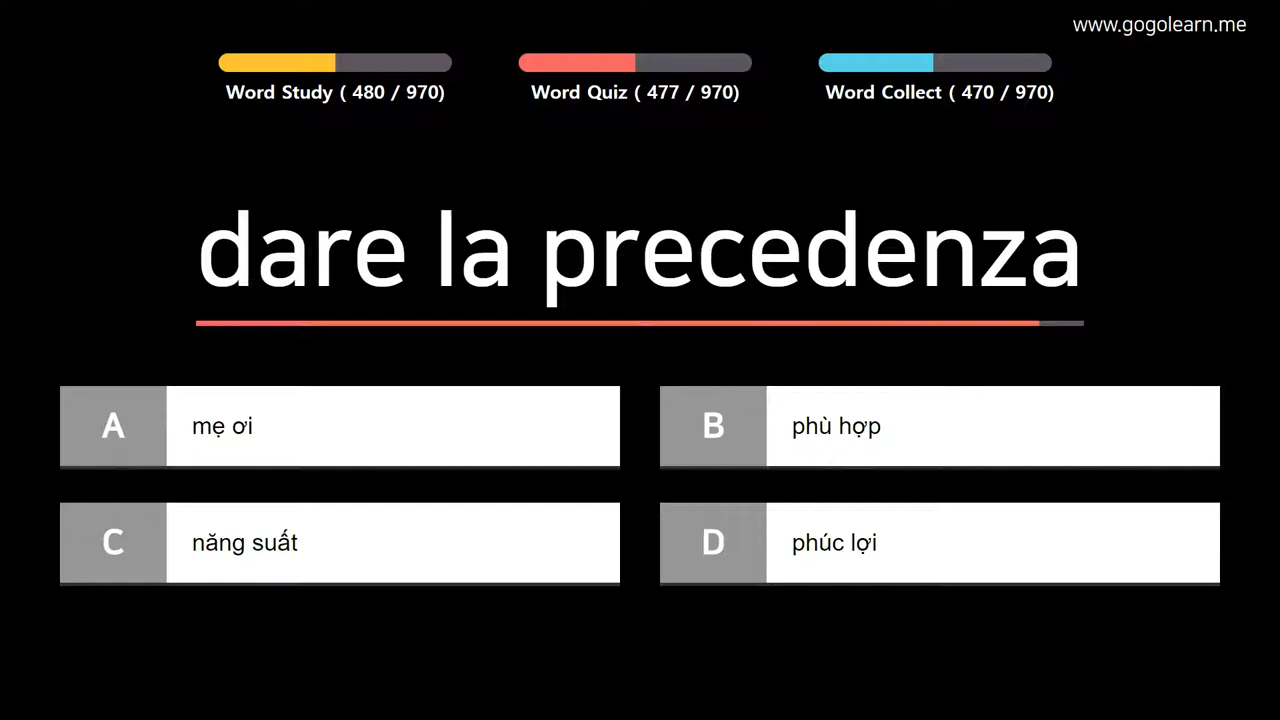 www.gogolearn.me
Word Study ( 480 / 970)
Word Quiz ( 477 / 970)
Word Collect ( 470 / 970)
dare la precedenza
A
mẹ ơi
B
phù hợp
C
năng suất
D
phúc lợi